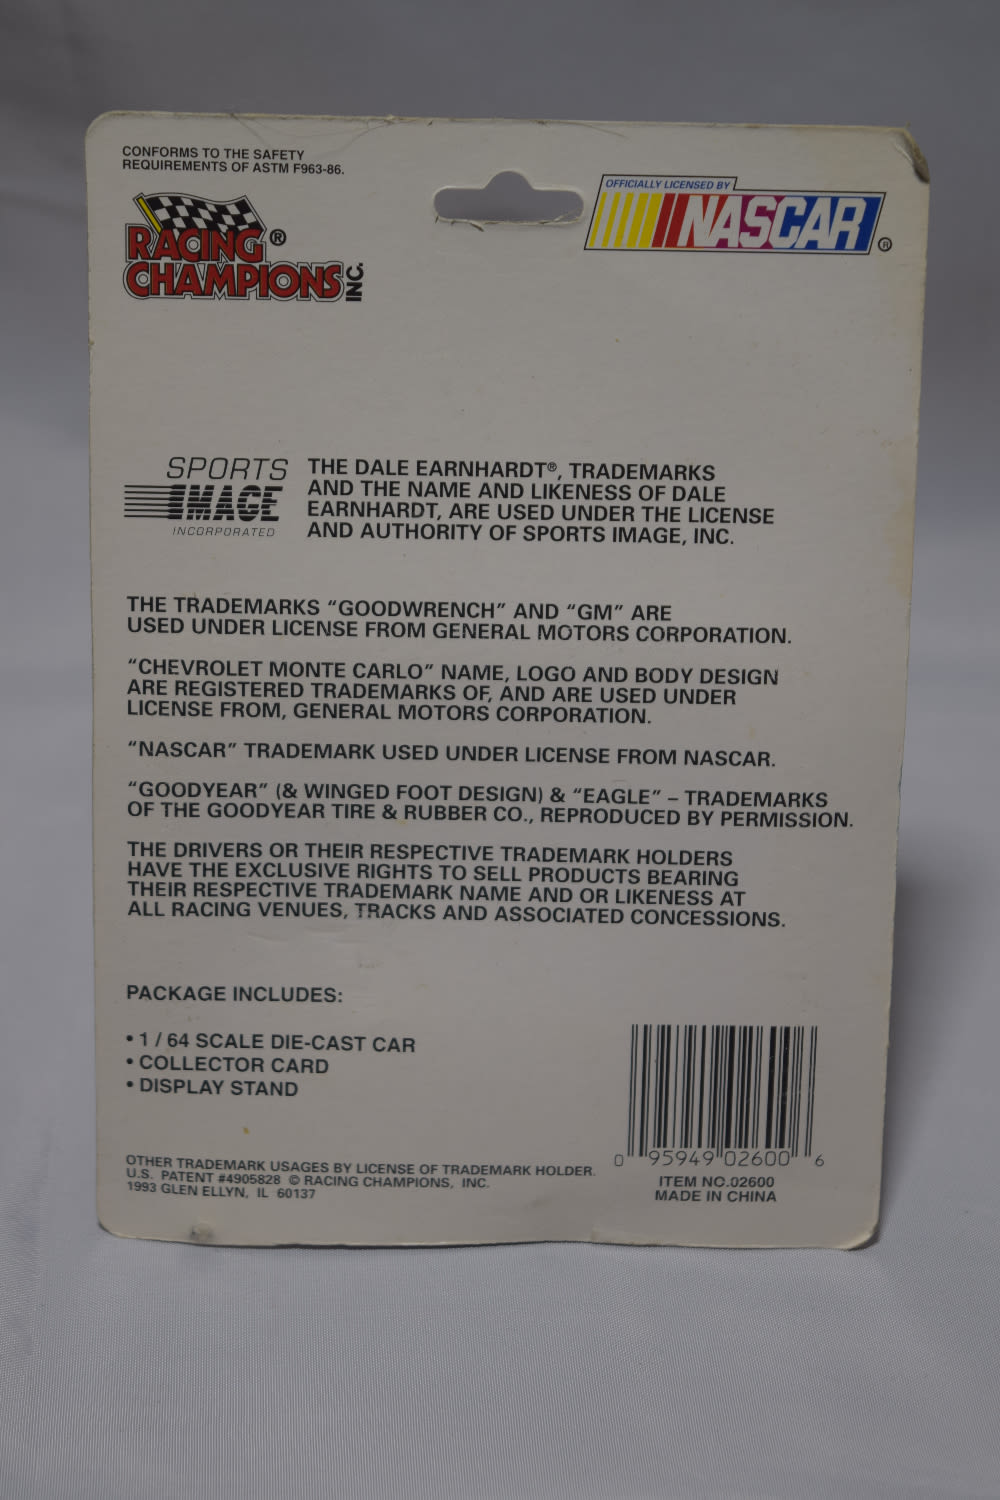 CONFORMS TO THE SAFETY
REQUIREMENTS OF ASTM F963-86.
OFFICIALLY LICENSED BY
NASCAR ®
RACING ®
CHAMPIONS INC.
SPORTS
IMAGE
INCORPORATED
THE DALE EARNHARDT®, TRADEMARKS
AND THE NAME AND LIKENESS OF DALE
EARNHARDT, ARE USED UNDER THE LICENSE
AND AUTHORITY OF SPORTS IMAGE, INC.
THE TRADEMARKS “GOODWRENCH” AND “GM” ARE
USED UNDER LICENSE FROM GENERAL MOTORS CORPORATION.
“CHEVROLET MONTE CARLO” NAME, LOGO AND BODY DESIGN
ARE REGISTERED TRADEMARKS OF, AND ARE USED UNDER
LICENSE FROM, GENERAL MOTORS CORPORATION.
“NASCAR” TRADEMARK USED UNDER LICENSE FROM NASCAR.
“GOODYEAR” (& WINGED FOOT DESIGN) & “EAGLE” – TRADEMARKS
OF THE GOODYEAR TIRE & RUBBER CO., REPRODUCED BY PERMISSION.
THE DRIVERS OR THEIR RESPECTIVE TRADEMARK HOLDERS
HAVE THE EXCLUSIVE RIGHTS TO SELL PRODUCTS BEARING
THEIR RESPECTIVE TRADEMARK NAME AND OR LIKENESS AT
ALL RACING VENUES, TRACKS AND ASSOCIATED CONCESSIONS.
PACKAGE INCLUDES:
• 1 / 64 SCALE DIE-CAST CAR
• COLLECTOR CARD
• DISPLAY STAND
OTHER TRADEMARK USAGES BY LICENSE OF TRADEMARK HOLDER.
U.S. PATENT #4905828 © RACING CHAMPIONS, INC.
1993 GLEN ELLYN, IL 60137
0 95949 02600 6
ITEM NO.02600
MADE IN CHINA